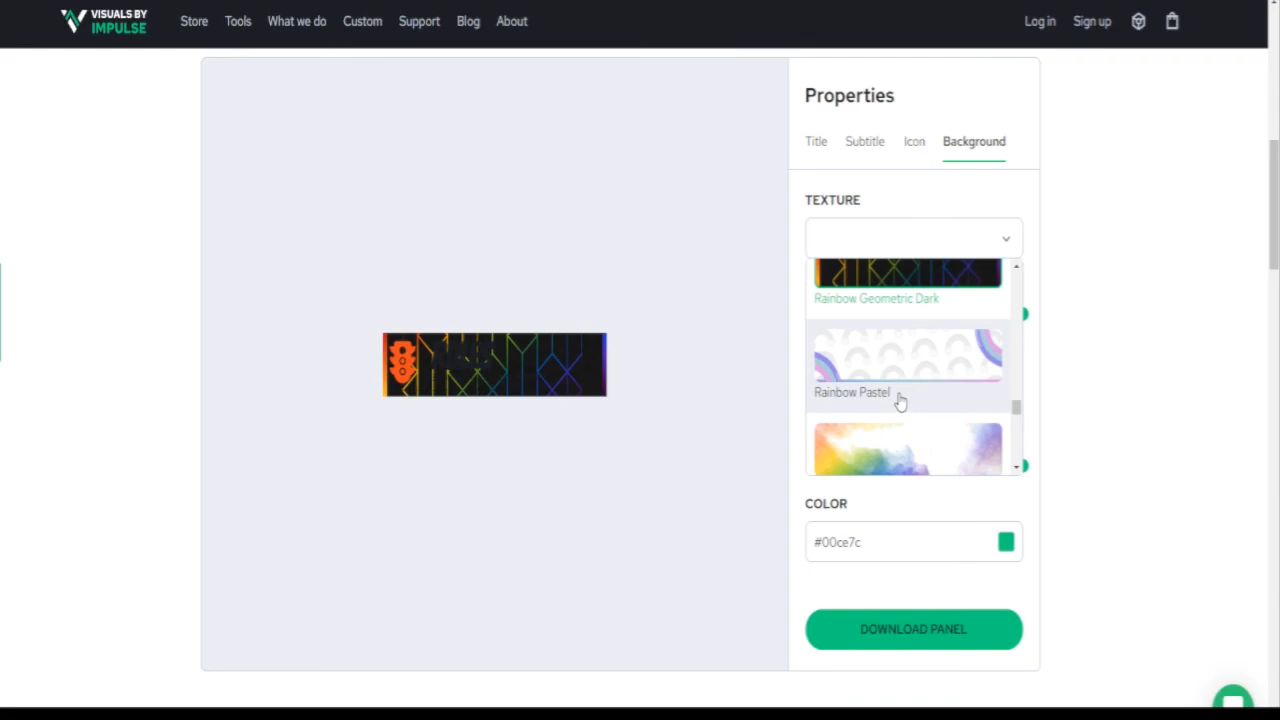 VISUALS BY
IMPULSE
Store Tools What we do Custom Support Blog About Log in Sign up
Properties
Title Subtitle Icon Background
TEXTURE
Rainbow Geometric Dark
Rainbow Pastel
COLOR
#00ce7c
DOWNLOAD PANEL